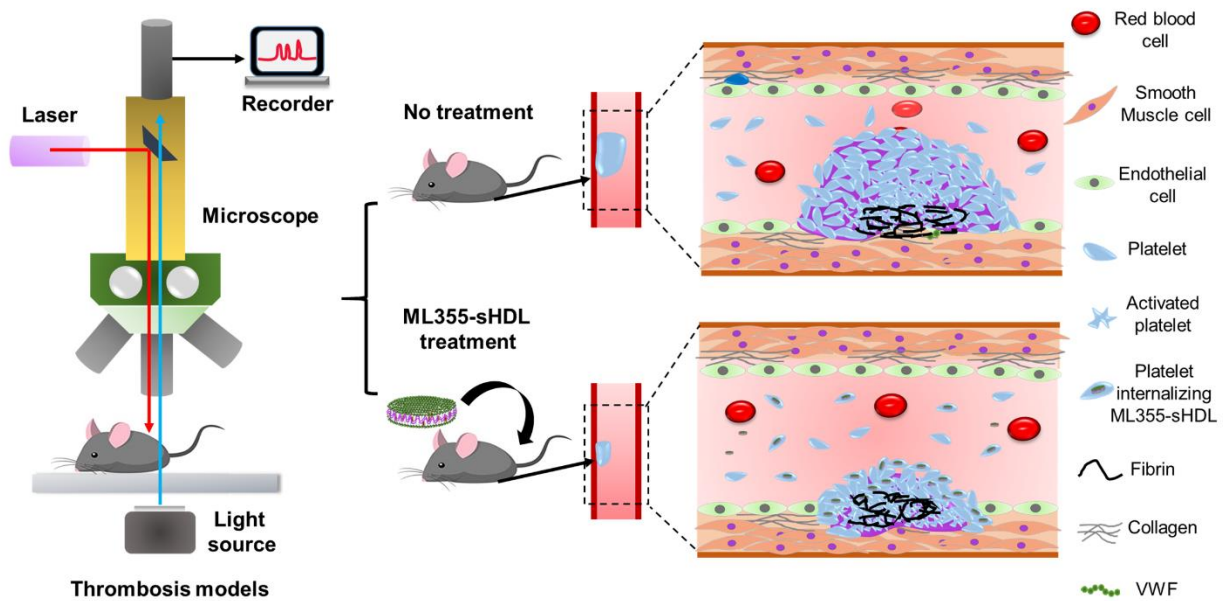 Laser
Recorder
Microscope
Light
source
Thrombosis models
No treatment
ML355-sHDL
treatment
Red blood
cell
Smooth
Muscle cell
Endothelial
cell
Platelet
Activated
platelet
Platelet
internalizing
ML355-sHDL
Fibrin
Collagen
VWF